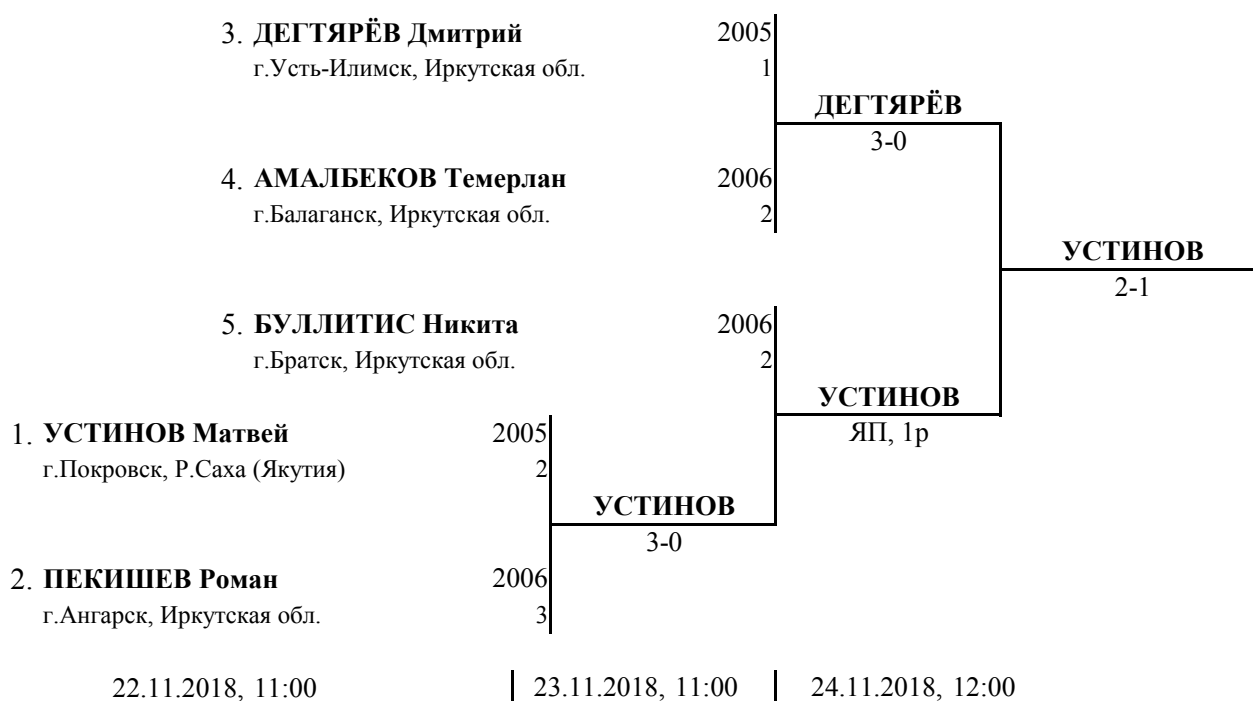 3. ДЕГТЯРЁВ Дмитрий 2005
г.Усть-Илимск, Иркутская обл. 1
ДЕГТЯРЁВ
3-0
4. АМАЛБЕКОВ Темерлан 2006
г.Балаганск, Иркутская обл. 2
УСТИНОВ
2-1
5. БУЛЛИТИС Никита 2006
г.Братск, Иркутская обл. 2
УСТИНОВ
ЯП, 1р
1. УСТИНОВ Матвей 2005
г.Покровск, Р.Саха (Якутия) 2
УСТИНОВ
3-0
2. ПЕКИШЕВ Роман 2006
г.Ангарск, Иркутская обл. 3
22.11.2018, 11:00 23.11.2018, 11:00 24.11.2018, 12:00